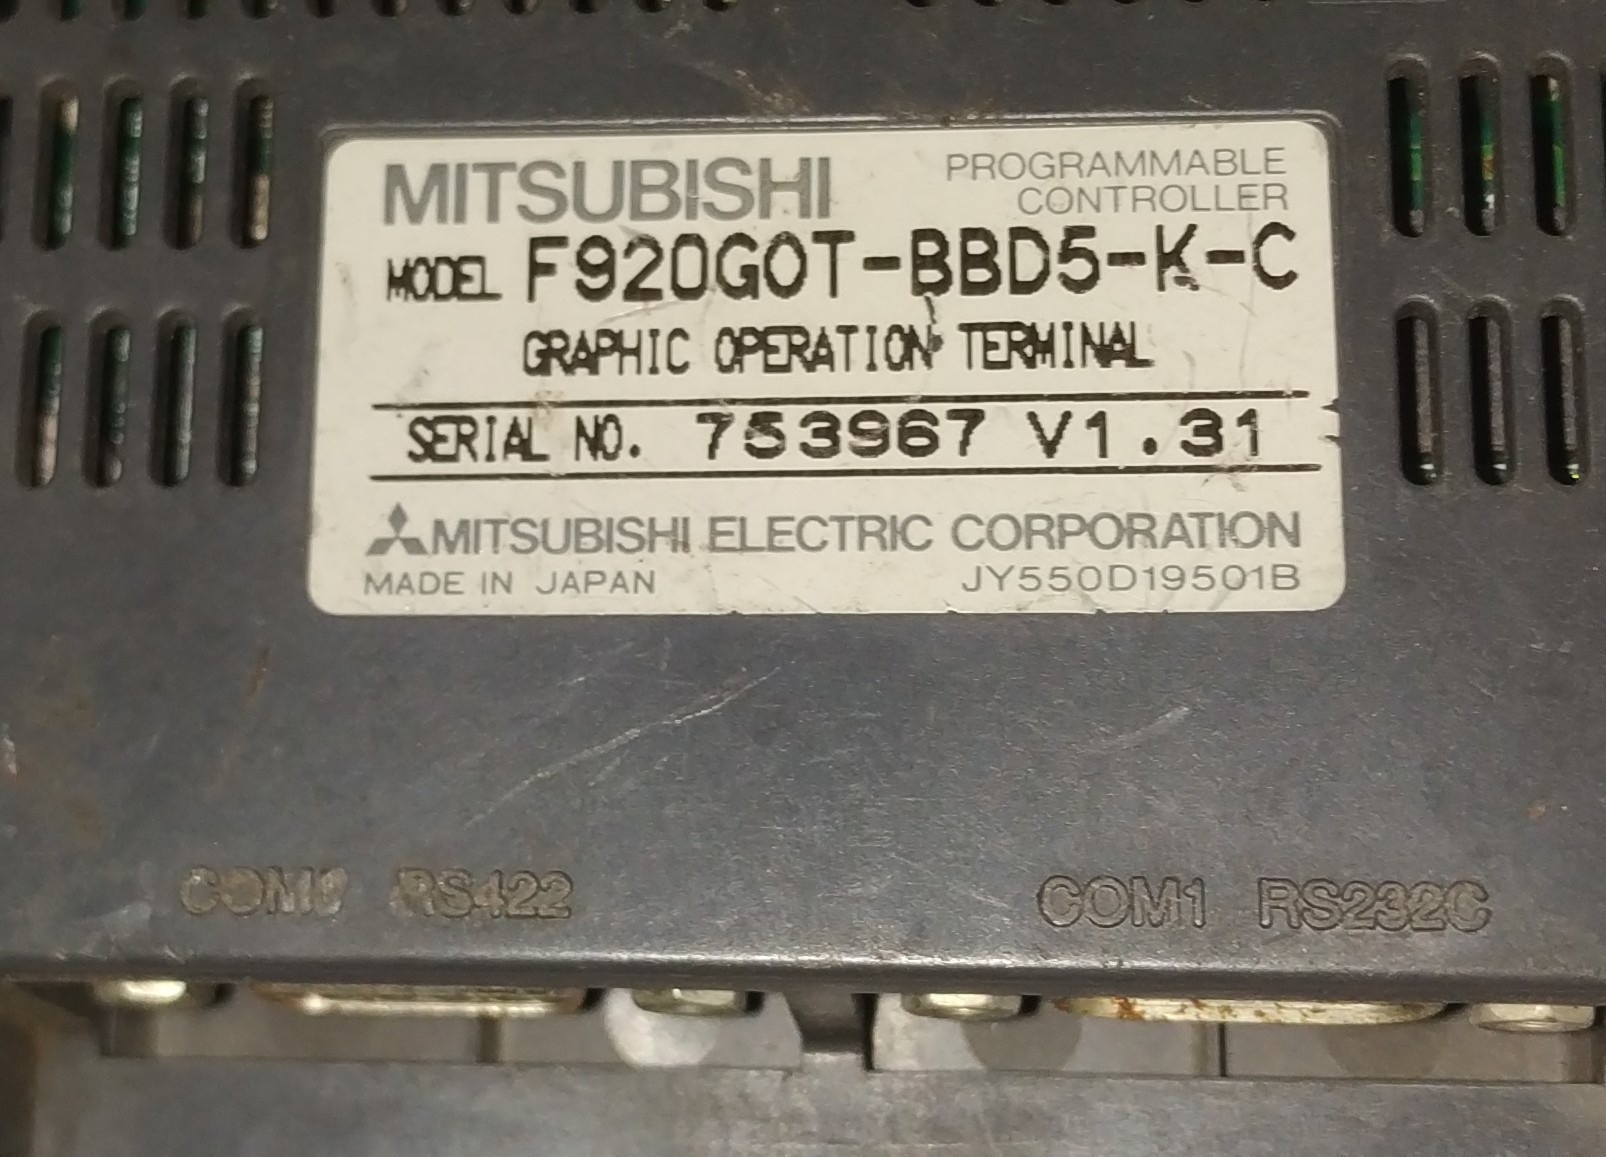 MITSUBISHI
PROGRAMMABLE
CONTROLLER
MODEL F920GOT-BBD5-K-C
GRAPHIC OPERATION TERMINAL
SERIAL NO. 753967 V1.31
MITSUBISHI ELECTRIC CORPORATION
MADE IN JAPAN JY550D19501B
RS422
COM1 RS232C